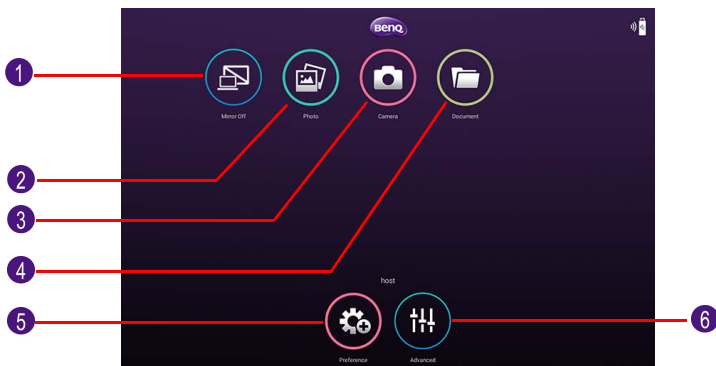 BenQ
1
Mirror Off
Photo
Camera
Document
2
3
4
host
5
6
Preference
Advanced